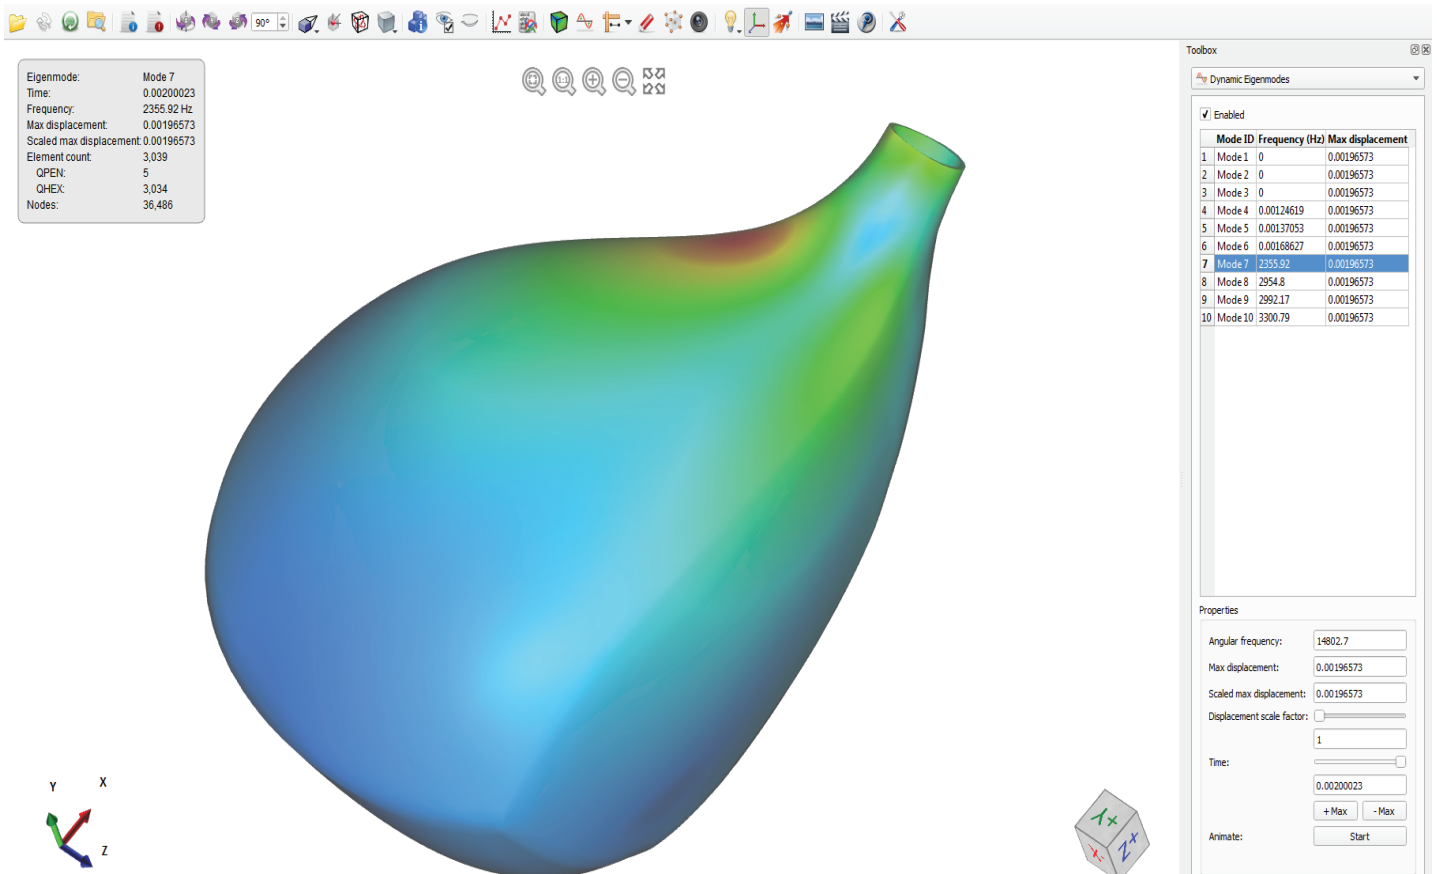 90°
Toolbox
Eigenmode: Mode 7
Time: 0.00200023
Frequency: 2355.92 Hz
Max displacement: 0.00196573
Scaled max displacement: 0.00196573
Element count: 3,039
QPEN: 5
QHEX: 3,034
Nodes: 36,486
1:1
Dynamic Eigenmodes
Enabled
Mode ID Frequency (Hz) Max displacement
1 Mode 1 0 0.00196573
2 Mode 2 0 0.00196573
3 Mode 3 0 0.00196573
4 Mode 4 0.00124619 0.00196573
5 Mode 5 0.00137053 0.00196573
6 Mode 6 0.00168627 0.00196573
7 Mode 7 2355.92 0.00196573
8 Mode 8 2954.8 0.00196573
9 Mode 9 2992.17 0.00196573
10 Mode 10 3300.79 0.00196573
Properties
Angular frequency: 14802.7
Max displacement: 0.00196573
Scaled max displacement: 0.00196573
Displacement scale factor:
1
Time:
0.00200023
+ Max - Max
Animate: Start
Y X
Z
Y+
Z+